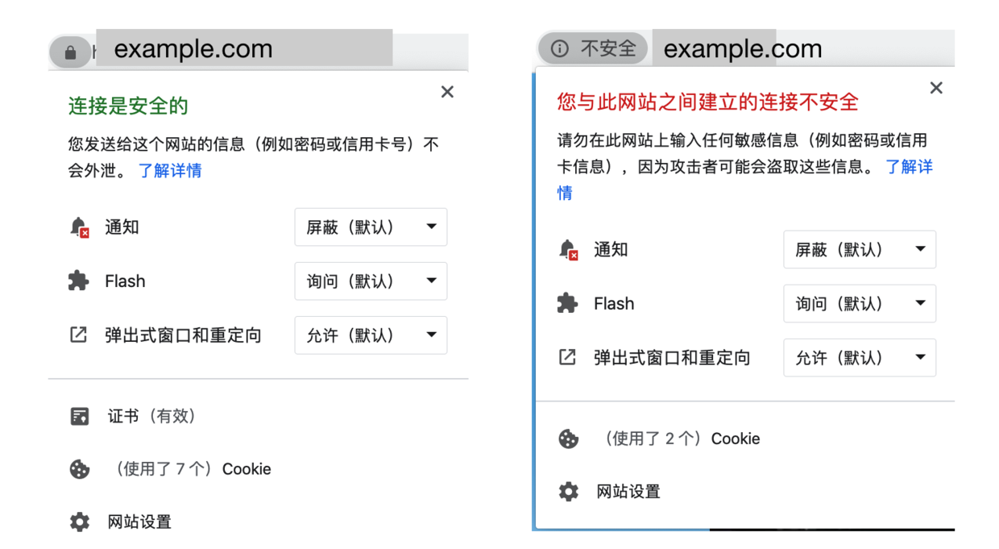 example.com
连接是安全的
您发送给这个网站的信息（例如密码或信用卡号）不
会外泄。 了解详情
通知 屏蔽（默认）
Flash 询问（默认）
弹出式窗口和重定向 允许（默认）
证书（有效）
（使用了 7 个）Cookie
网站设置
不安全 example.com
您与此网站之间建立的连接不安全
请勿在此网站上输入任何敏感信息（例如密码或信用
卡信息），因为攻击者可能会盗取这些信息。 了解详
情
通知 屏蔽（默认）
Flash 询问（默认）
弹出式窗口和重定向 允许（默认）
（使用了 2 个）Cookie
网站设置